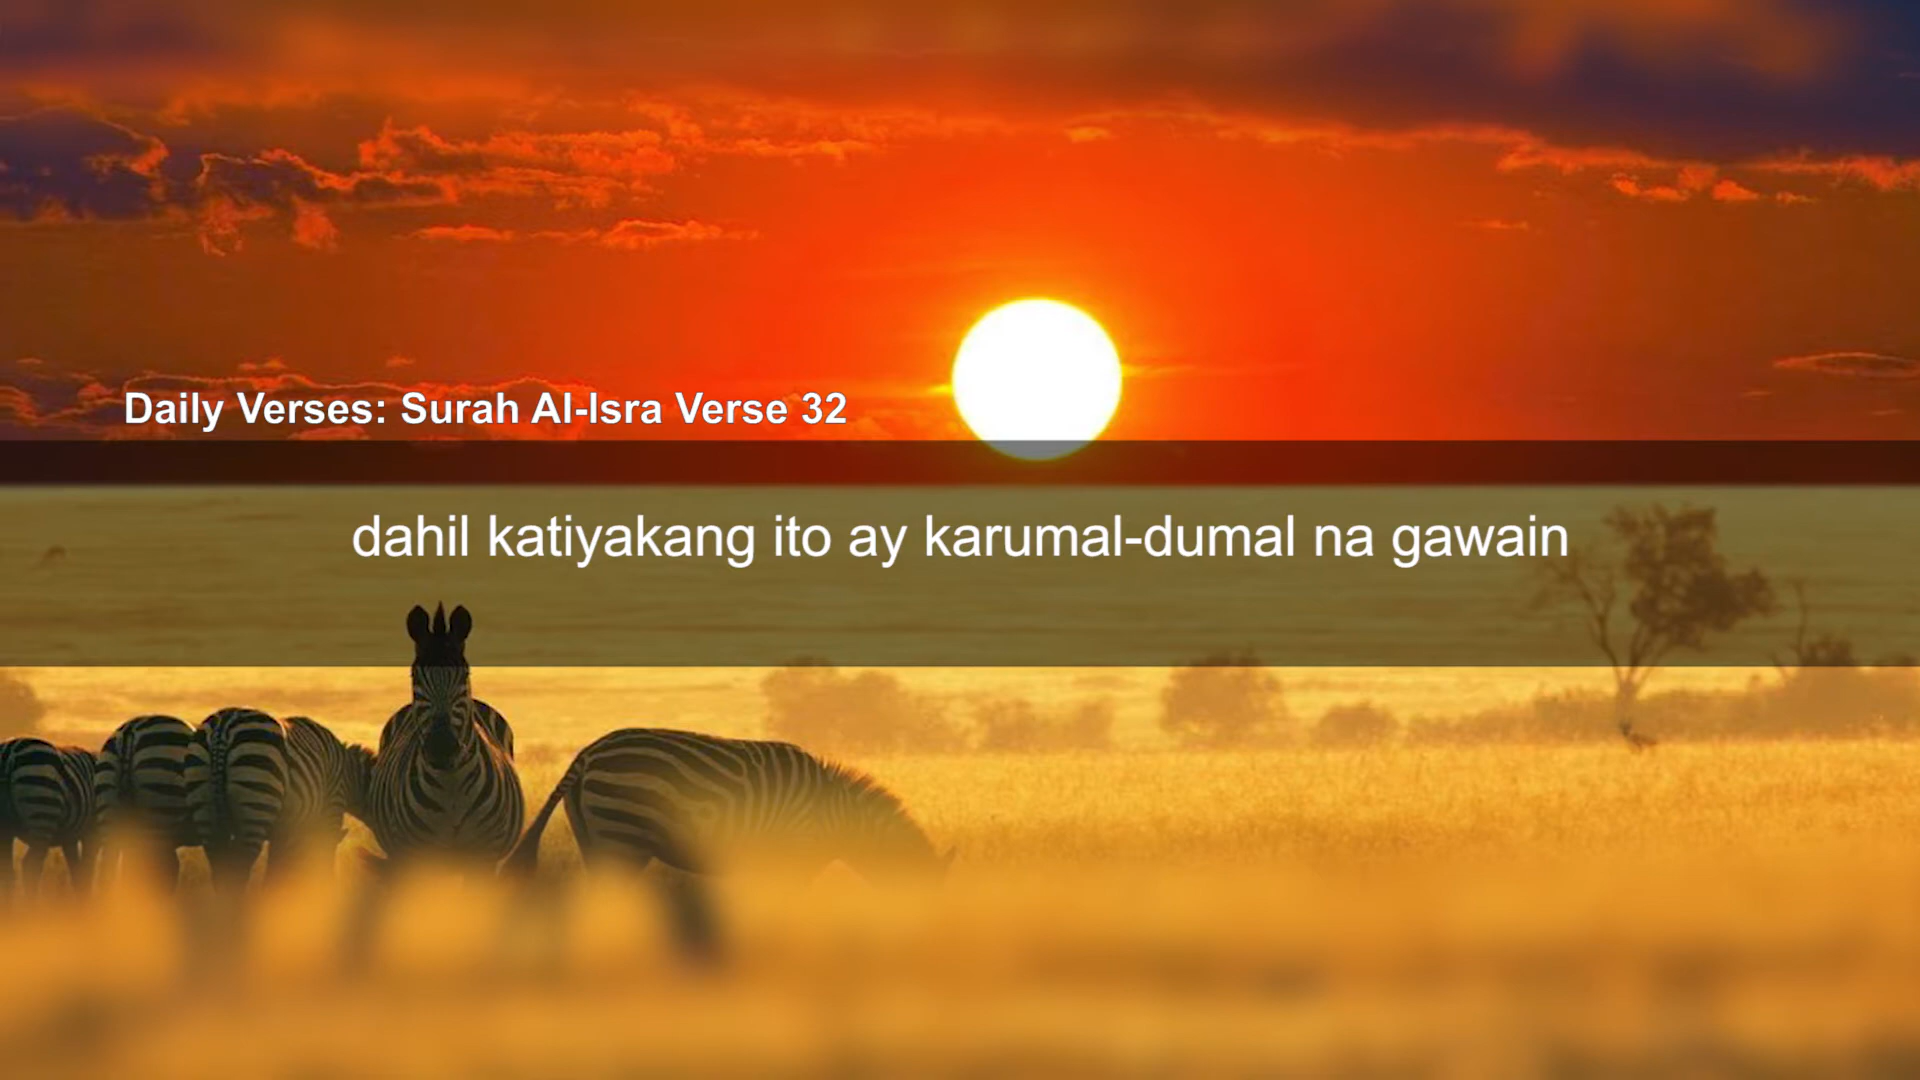 Daily Verses: Surah Al-Isra Verse 32
dahil katiyakang ito ay karumal-dumal na gawain